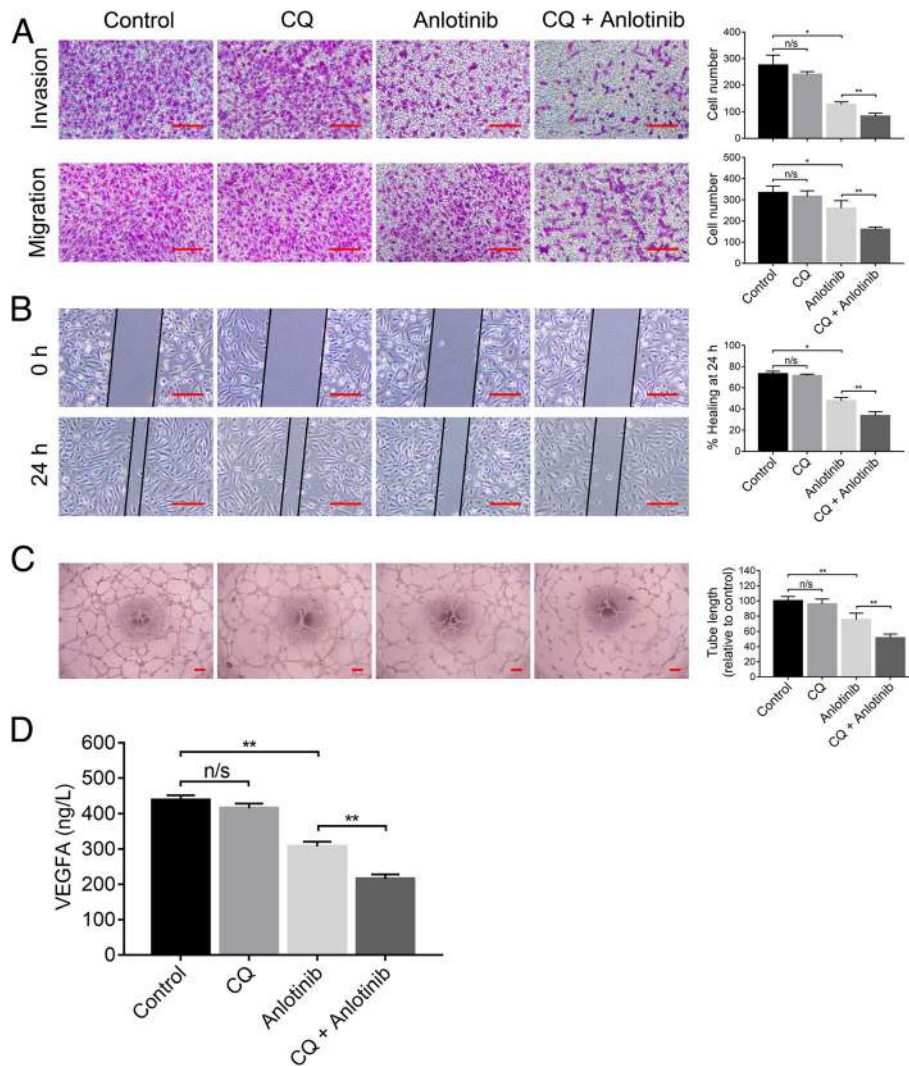 Control CQ Anlotinib CQ + Anlotinib
A
Invasion
Cell number
400
300
200
100
0
*
n/s
**
Migration
Cell number
400
300
200
100
0
*
n/s
**
Control
CQ
Anlotinib
CQ + Anlotinib
B
0 h
24 h
% Healing at 24 h
100
80
60
40
20
0
*
n/s
**
Control
CQ
Anlotinib
CQ + Anlotinib
C
Tube length
(relative to control)
140
120
100
80
60
40
20
0
**
n/s
**
Control
CQ
Anlotinib
CQ + Anlotinib
D
VEGFA (ng/L)
600
500
400
300
200
100
0
**
n/s
**
Control
CQ
Anlotinib
CQ + Anlotinib